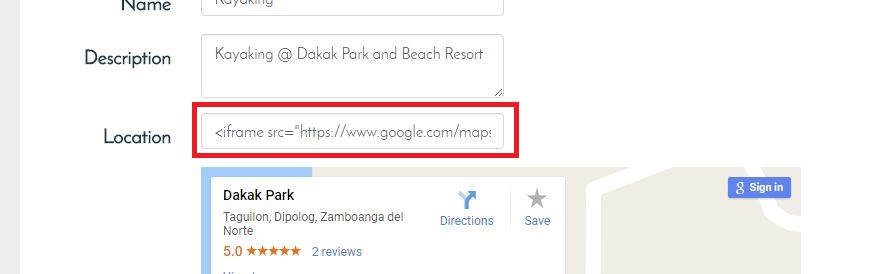 Name
Kayaking
Description
Kayaking @ Dakak Park and Beach Resort
Location
<iframe src="https://www.google.com/maps
Dakak Park
Taguilon, Dipolog, Zamboanga del
Norte
5.0 ★★★★★ 2 reviews
Directions
Save
g Sign in